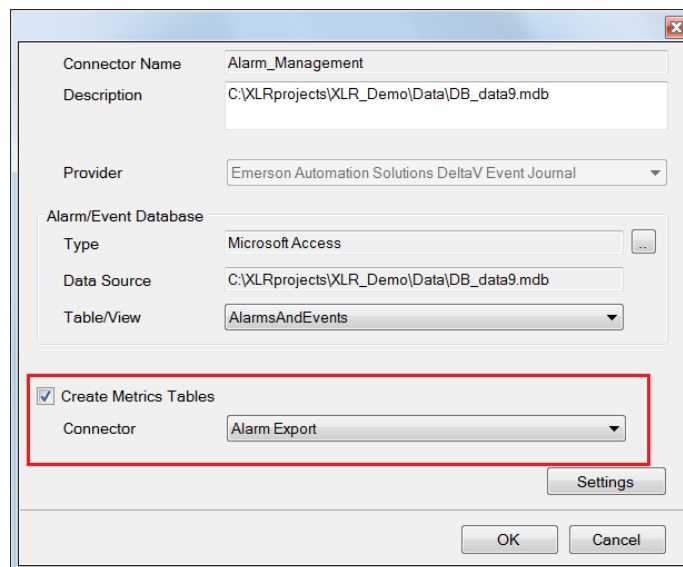 Connector Name Alarm_Management
Description C:\XLRprojects\XLR_Demo\Data\DB_data9.mdb
Provider Emerson Automation Solutions DeltaV Event Journal
Alarm/Event Database
Type Microsoft Access ..
Data Source C:\XLRprojects\XLR_Demo\Data\DB_data9.mdb
Table/View AlarmsAndEvents
Create Metrics Tables
Connector Alarm Export
Settings
OK Cancel